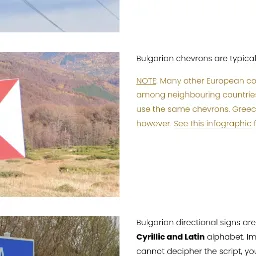 Bulgarian chevrons are typical
NOTE: Many other European co
among neighbouring countrie
use the same chevrons. Greec
however. See this infographic f
Bulgarian directional signs are
Cyrillic and Latin alphabet. Im
cannot decipher the script, you